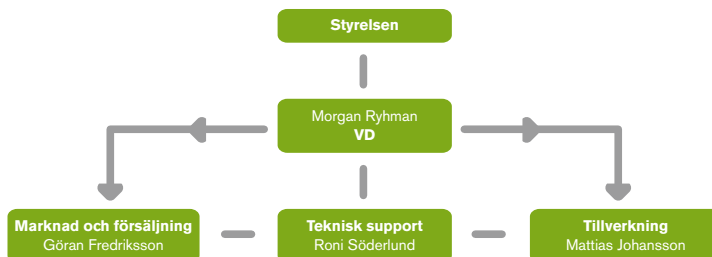 Styrelsen
Morgan Ryhman
VD
Marknad och försäljning
Göran Fredriksson
Teknisk support
Roni Söderlund
Tillverkning
Mattias Johansson